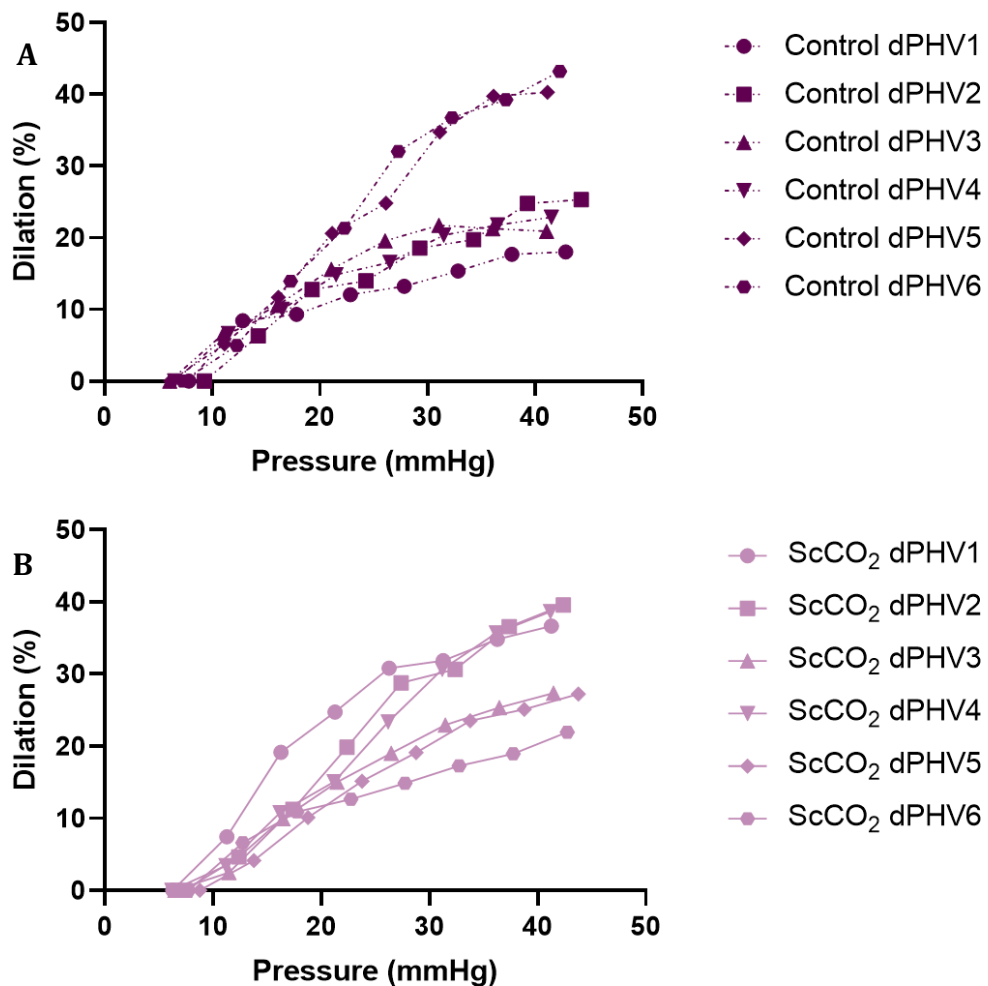 A
Dilation (%)
50
40
30
20
10
0
0 10 20 30 40 50
Pressure (mmHg)
Control dPHV1
Control dPHV2
Control dPHV3
Control dPHV4
Control dPHV5
Control dPHV6
B
Dilation (%)
50
40
30
20
10
0
0 10 20 30 40 50
Pressure (mmHg)
ScCO₂ dPHV1
ScCO₂ dPHV2
ScCO₂ dPHV3
ScCO₂ dPHV4
ScCO₂ dPHV5
ScCO₂ dPHV6